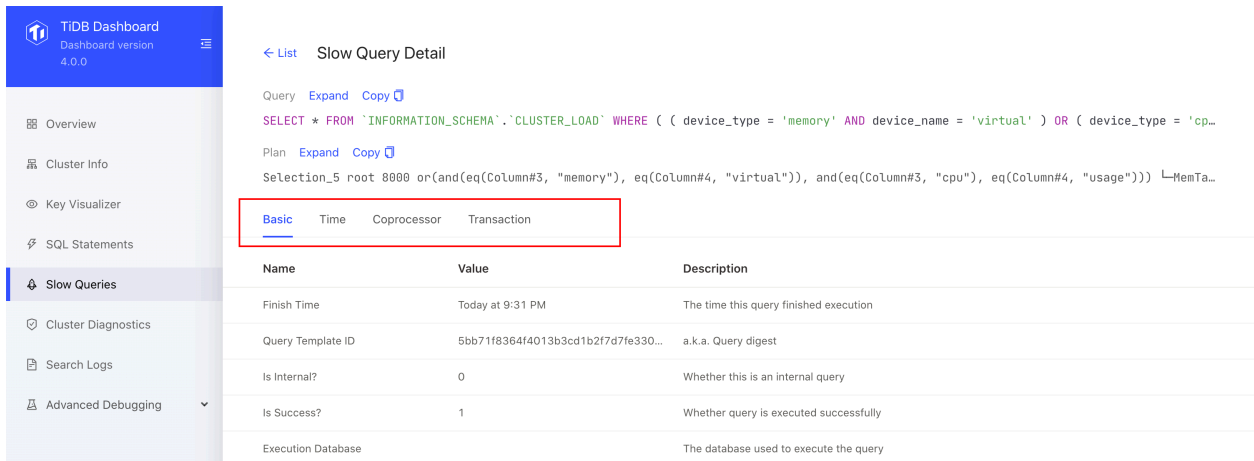 TiDB Dashboard
Dashboard version
4.0.0
Overview
Cluster Info
Key Visualizer
SQL Statements
Slow Queries
Cluster Diagnostics
Search Logs
Advanced Debugging
← List Slow Query Detail
Query Expand Copy
SELECT * FROM `INFORMATION_SCHEMA`.`CLUSTER_LOAD` WHERE ( ( device_type = 'memory' AND device_name = 'virtual' ) OR ( device_type = 'cp…
Plan Expand Copy
Selection_5 root 8000 or(and(eq(Column#3, "memory"), eq(Column#4, "virtual")), and(eq(Column#3, "cpu"), eq(Column#4, "usage"))) └─MemTa…
Basic Time Coprocessor Transaction
Name Value Description
Finish Time Today at 9:31 PM The time this query finished execution
Query Template ID 5bb71f8364f4013b3cd1b2f7d7fe330... a.k.a. Query digest
Is Internal? 0 Whether this is an internal query
Is Success? 1 Whether query is executed successfully
Execution Database The database used to execute the query